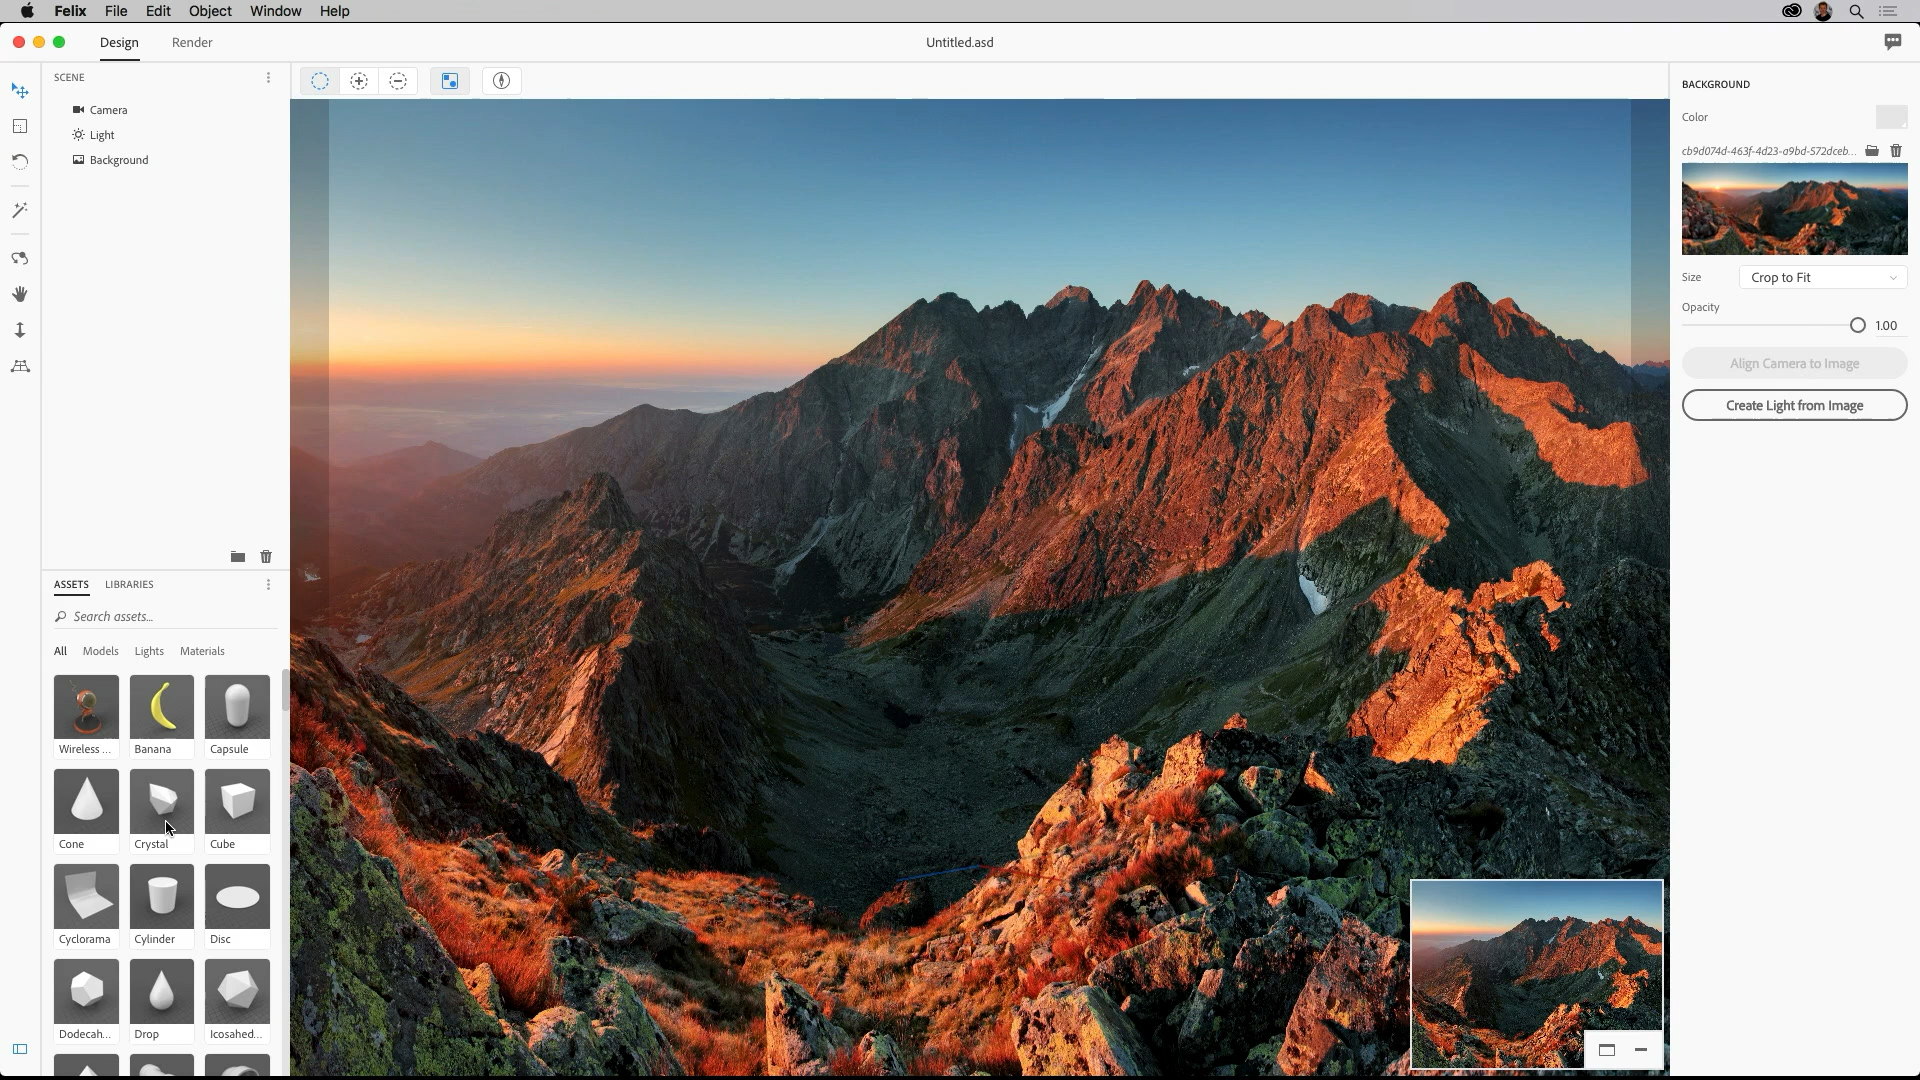 Felix File Edit Object Window Help
Design Render Untitled.asd
SCENE
Camera
Light
Background
ASSETS LIBRARIES
Search assets...
All Models Lights Materials
Wireless ... Banana Capsule
Cone Crystal Cube
Cyclorama Cylinder Disc
Dodecah... Drop Icosahed...
BACKGROUND
Color
cb9d074d-463f-4d23-a9bd-572dceb...
Size Crop to Fit
Opacity
1.00
Align Camera to Image
Create Light from Image